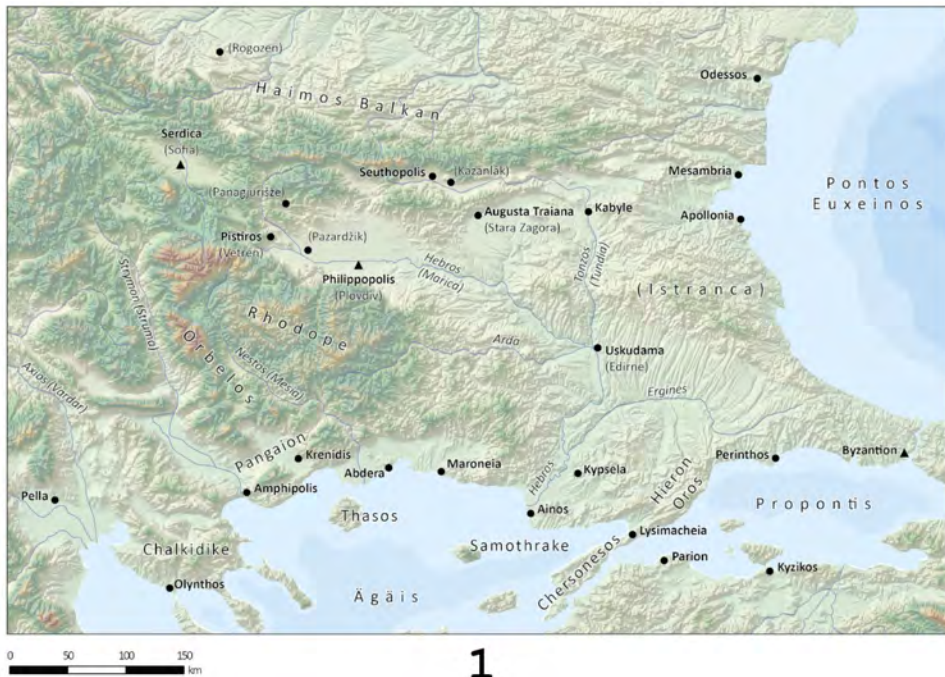 (Rogozen)
Odessos
Haimos Balkan
Serdica
(Sofia)
Seuthopolis
(Kazanlak)
Mesambria
Pontos
Euxeinos
(Panagjurište)
Augusta Traiana
(Stara Zagora)
Kabyle
Apollonia
Pistiros
(Vetren)
(Pazardžik)
Philippopolis
(Plovdiv)
Hebros
(Marica)
Tonzos
(Tundja)
(Istranca)
Strymon (Struma)
Rhodope
Orbelos
Nestos (Mesta)
Arda
Uskudama
(Edirne)
Axios (Vardar)
Ergines
Pangaion
Krenidis
Abdera
Maroneia
Hebros
Kypsela
Hieron
Oros
Perinthos
Byzantion
Pella
Amphipolis
Ainos
Thasos
Propontis
Samothrake
Lysimacheia
Chalkidike
Chersonesos
Parion
Kyzikos
Olynthos
Ägäis
0 50 100 150
km
1